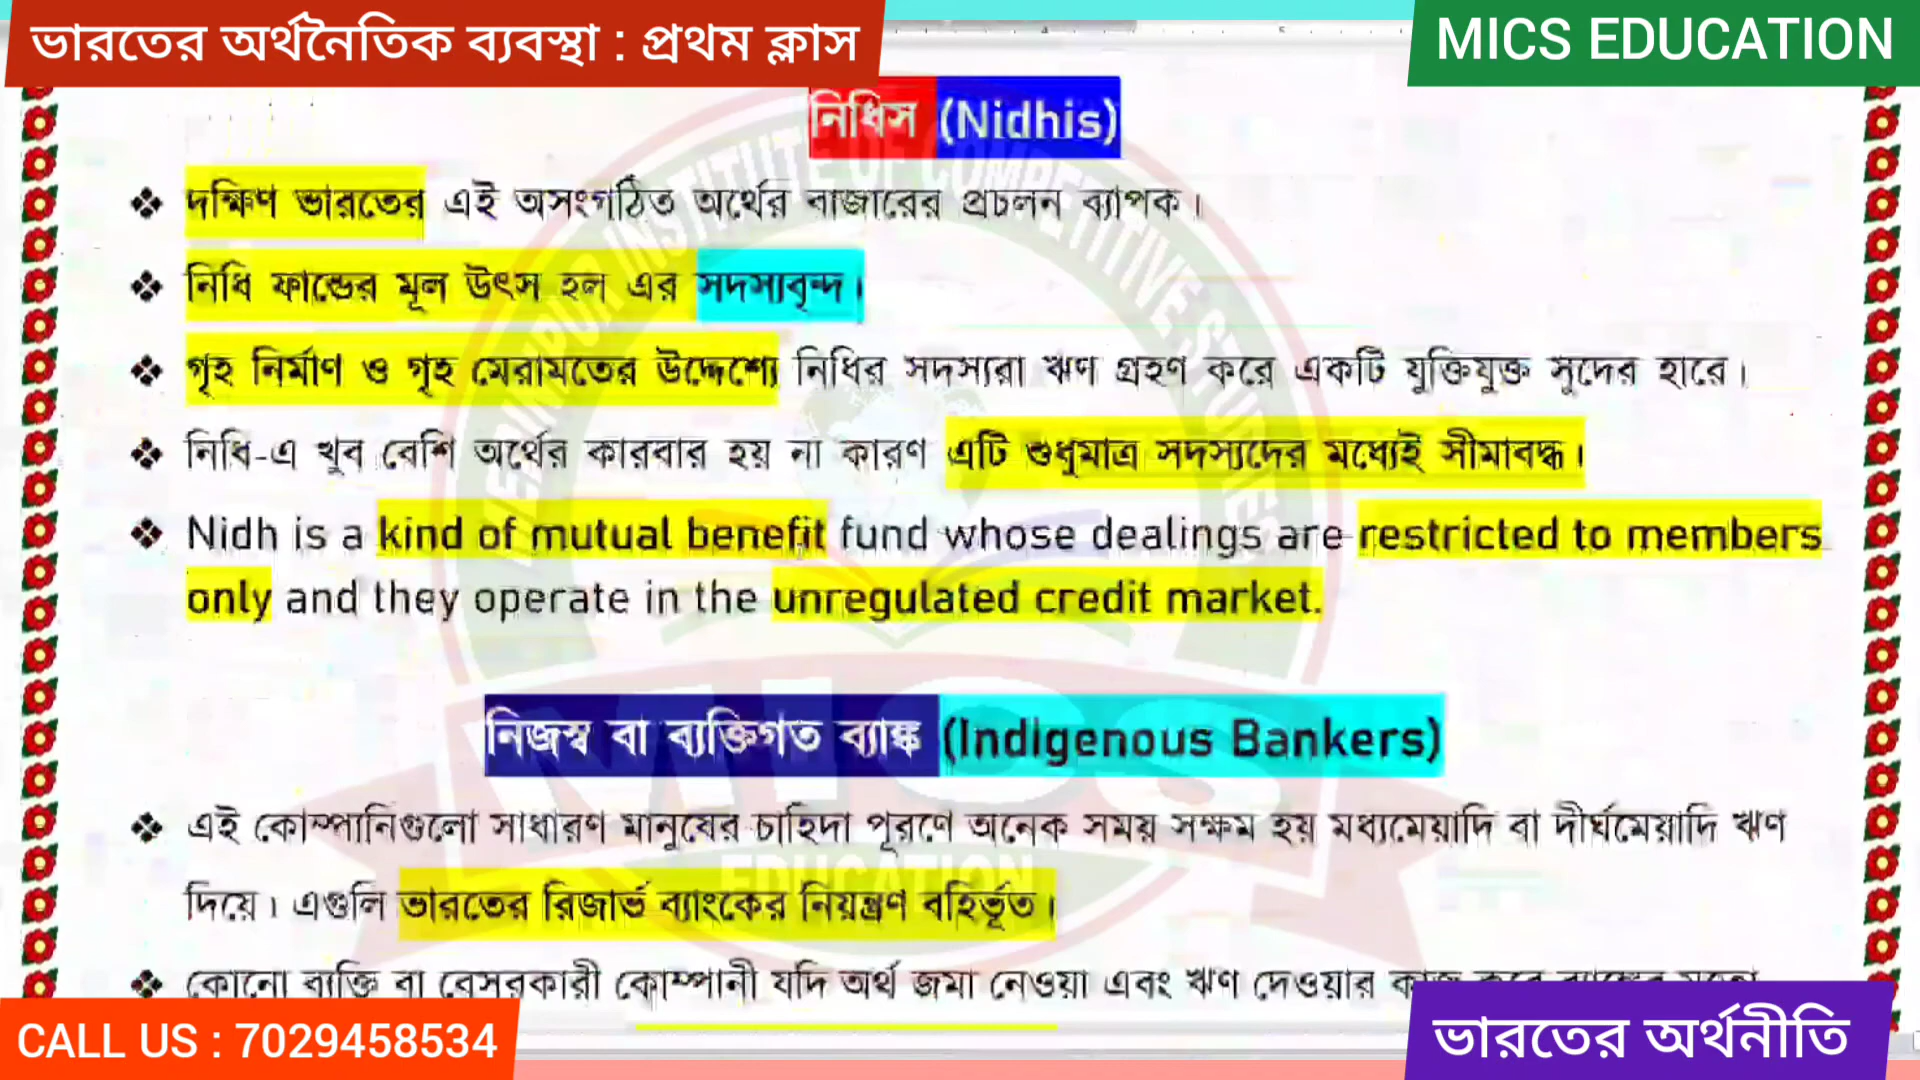 ভারতের অর্থনৈতিক ব্যবস্থা : প্রথম ক্লাস
MICS EDUCATION
নিধিস (Nidhis)
❖ দক্ষিণ ভারতের এই অসংগঠিত অর্থের বাজারের প্রচলন ব্যাপক।
❖ নিধি ফান্ডের মূল উৎস হল এর সদস্যবৃন্দ।
❖ গৃহ নির্মাণ ও গৃহ মেরামতের উদ্দেশ্যে নিধির সদস্যরা ঋণ গ্রহণ করে একটি যুক্তিযুক্ত সুদের হারে।
❖ নিধি-এ খুব বেশি অর্থের কারবার হয় না কারণ এটি শুধুমাত্র সদস্যদের মধ্যেই সীমাবদ্ধ।
❖ Nidh is a kind of mutual benefit fund whose dealings are restricted to members
only and they operate in the unregulated credit market.
নিজস্ব বা ব্যক্তিগত ব্যাঙ্ক (Indigenous Bankers)
❖ এই কোম্পানিগুলো সাধারণ মানুষের চাহিদা পূরণে অনেক সময় সক্ষম হয় মধ্যমেয়াদি বা দীর্ঘমেয়াদি ঋণ
দিয়ে। এগুলি ভারতের রিজার্ভ ব্যাংকের নিয়ন্ত্রণ বহির্ভূত।
❖ কোনো ব্যক্তি বা বেসরকারী কোম্পানী যদি অর্থ জমা নেওয়া এবং ঋণ দেওয়ার
CALL US : 7029458534
ভারতের অর্থনীতি